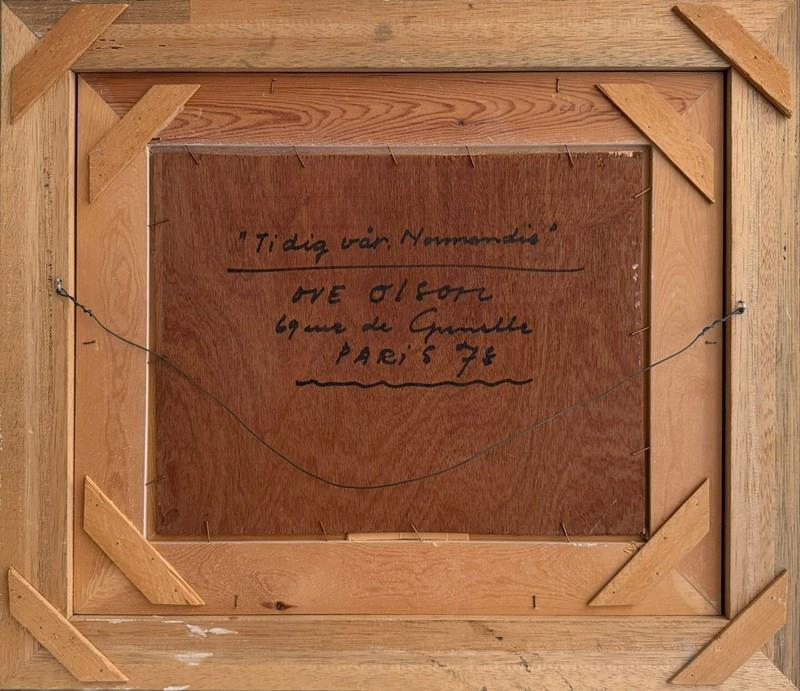 "Tidig vår. Normandie"
OVE OlSON
69 rue de Grenelle
PARiS 78